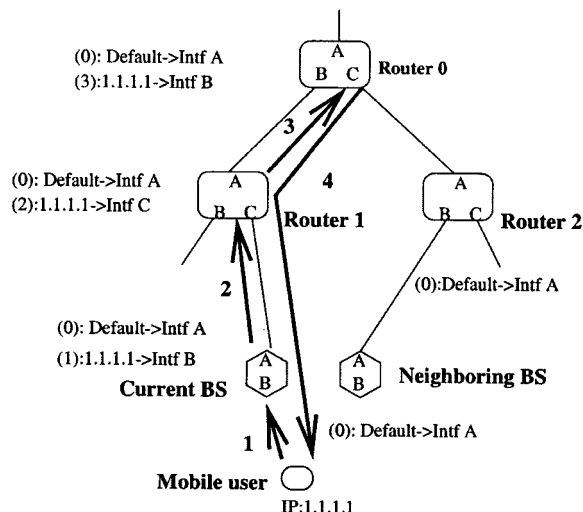 A
(0): Default->Intf A
B C Router 0
(3):1.1.1.1->Intf B
3
4
(0): Default->Intf A
A
A
(2):1.1.1.1->Intf C
B C
Router 1
B C
Router 2
2
(0):Default->Intf A
(0): Default->Intf A
(1):1.1.1.1->Intf B
A
B
Current BS
A
B
Neighboring BS
1
(0): Default->Intf A
Mobile user
IP:1.1.1.1